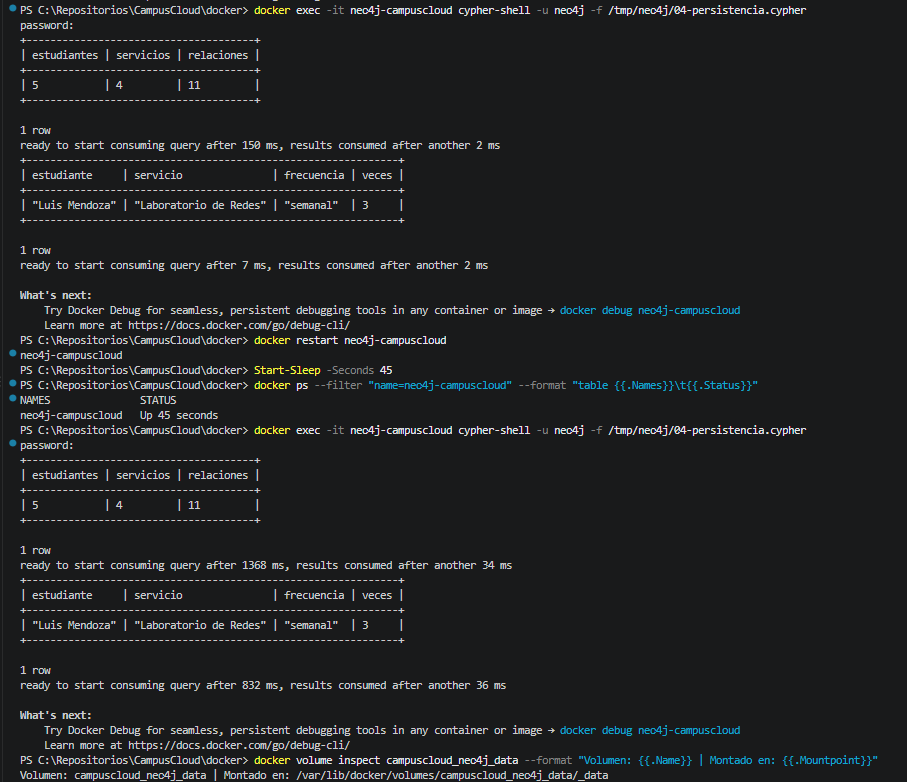 PS C:\Repositorios\CampusCloud\docker> docker exec -it neo4j-campuscloud cypher-shell -u neo4j -f /tmp/neo4j/04-persistencia.cypher
password:
+---------------------------------------+
| estudiantes | servicios | relaciones |
+---------------------------------------+
| 5           | 4         | 11         |
+---------------------------------------+

1 row
ready to start consuming query after 150 ms, results consumed after another 2 ms
+----------------------------------------------------------------+
| estudiante     | servicio               | frecuencia | veces |
+----------------------------------------------------------------+
| "Luis Mendoza" | "Laboratorio de Redes" | "semanal"  | 3     |
+----------------------------------------------------------------+

1 row
ready to start consuming query after 7 ms, results consumed after another 2 ms

What's next:
    Try Docker Debug for seamless, persistent debugging tools in any container or image → docker debug neo4j-campuscloud
    Learn more at https://docs.docker.com/go/debug-cli/
PS C:\Repositorios\CampusCloud\docker> docker restart neo4j-campuscloud
neo4j-campuscloud
PS C:\Repositorios\CampusCloud\docker> Start-Sleep -Seconds 45
PS C:\Repositorios\CampusCloud\docker> docker ps --filter "name=neo4j-campuscloud" --format "table {{.Names}}\t{{.Status}}"
NAMES               STATUS
neo4j-campuscloud   Up 45 seconds
PS C:\Repositorios\CampusCloud\docker> docker exec -it neo4j-campuscloud cypher-shell -u neo4j -f /tmp/neo4j/04-persistencia.cypher
password:
+---------------------------------------+
| estudiantes | servicios | relaciones |
+---------------------------------------+
| 5           | 4         | 11         |
+---------------------------------------+

1 row
ready to start consuming query after 1368 ms, results consumed after another 34 ms
+----------------------------------------------------------------+
| estudiante     | servicio               | frecuencia | veces |
+----------------------------------------------------------------+
| "Luis Mendoza" | "Laboratorio de Redes" | "semanal"  | 3     |
+----------------------------------------------------------------+

1 row
ready to start consuming query after 832 ms, results consumed after another 36 ms

What's next:
    Try Docker Debug for seamless, persistent debugging tools in any container or image → docker debug neo4j-campuscloud
    Learn more at https://docs.docker.com/go/debug-cli/
PS C:\Repositorios\CampusCloud\docker> docker volume inspect campuscloud_neo4j_data --format "Volumen: {{.Name}} | Montado en: {{.Mountpoint}}"
Volumen: campuscloud_neo4j_data | Montado en: /var/lib/docker/volumes/campuscloud_neo4j_data/_data